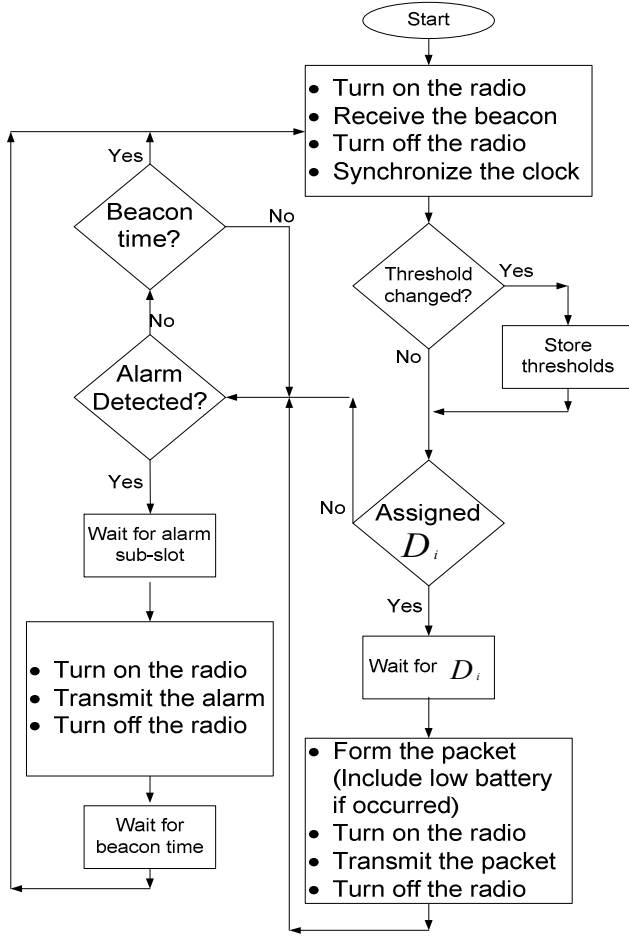 Start
• Turn on the radio
• Receive the beacon
• Turn off the radio
• Synchronize the clock
Yes
Beacon
time?
No
Threshold
changed?
Yes
No
Store
thresholds
No
Alarm
Detected?
Yes
No
Assigned
D i
Yes
Wait for alarm
sub-slot
Wait for D i
• Turn on the radio
• Transmit the alarm
• Turn off the radio
• Form the packet
(Include low battery
if occurred)
• Turn on the radio
• Transmit the packet
• Turn off the radio
Wait for
beacon time